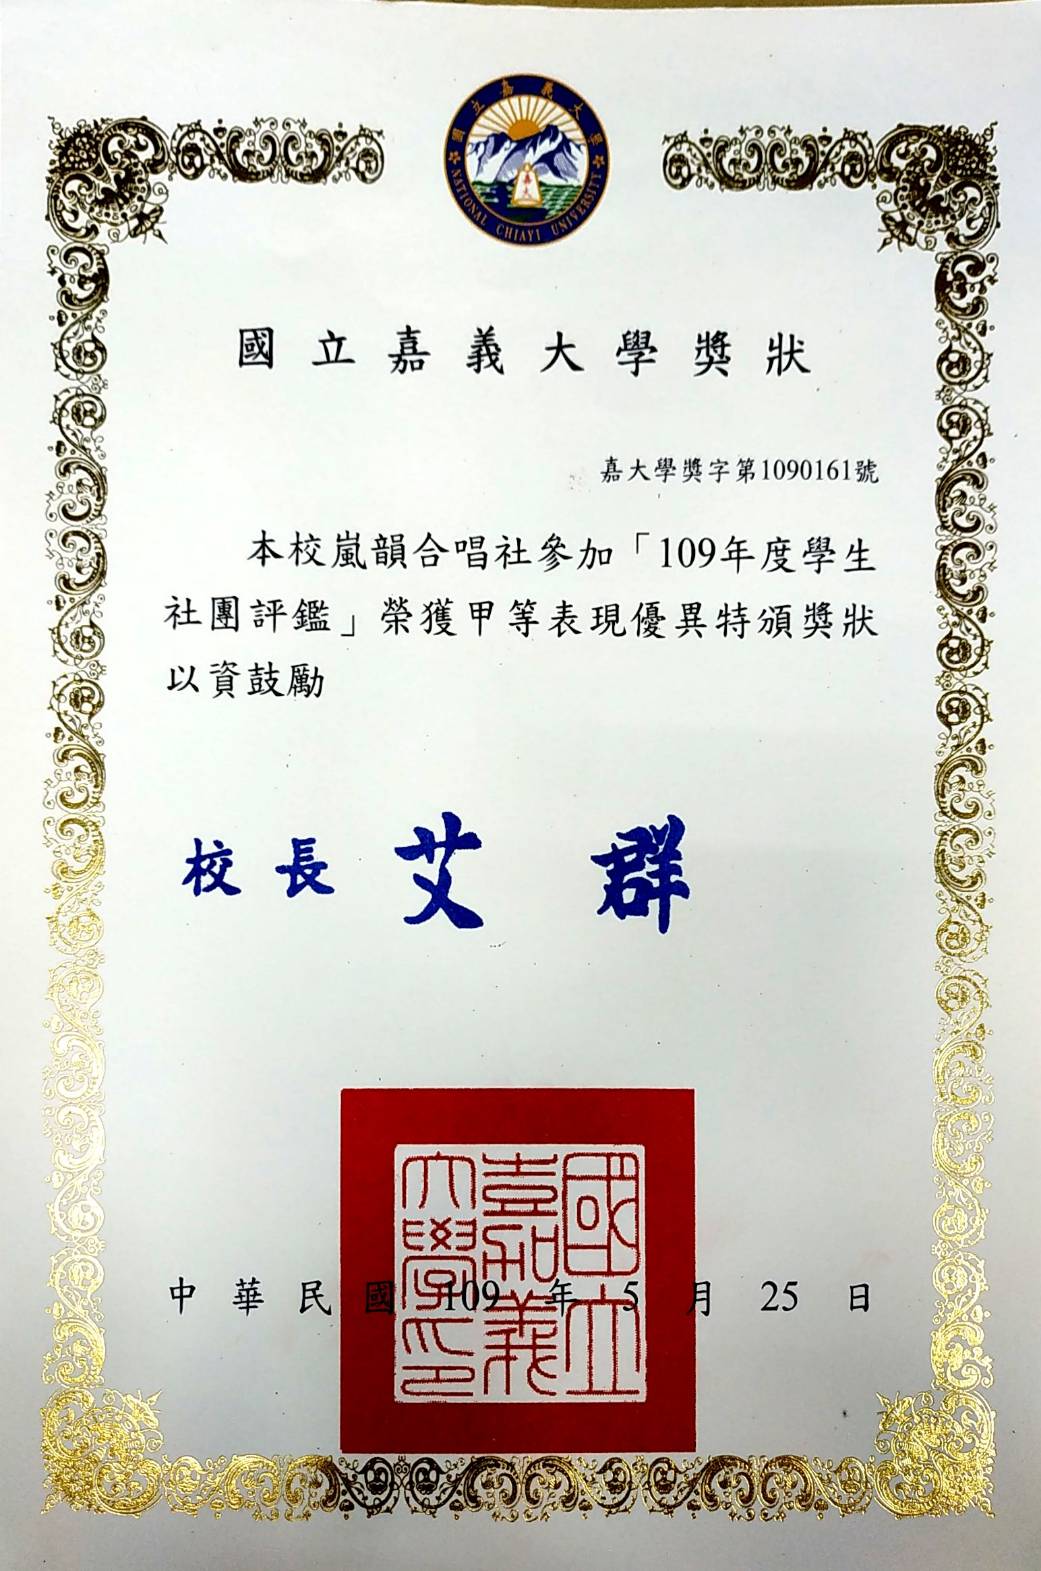 國立嘉義大學
NATIONAL CHIAYI UNIVERSITY
國立嘉義大學獎狀
嘉大學獎字第1090161號
本校嵐韻合唱社參加「109年度學生
社團評鑑」榮獲甲等表現優異特頒獎狀
以資鼓勵
校長 艾群
國立
嘉義
大學印
中華民國 109 年 5 月 25 日